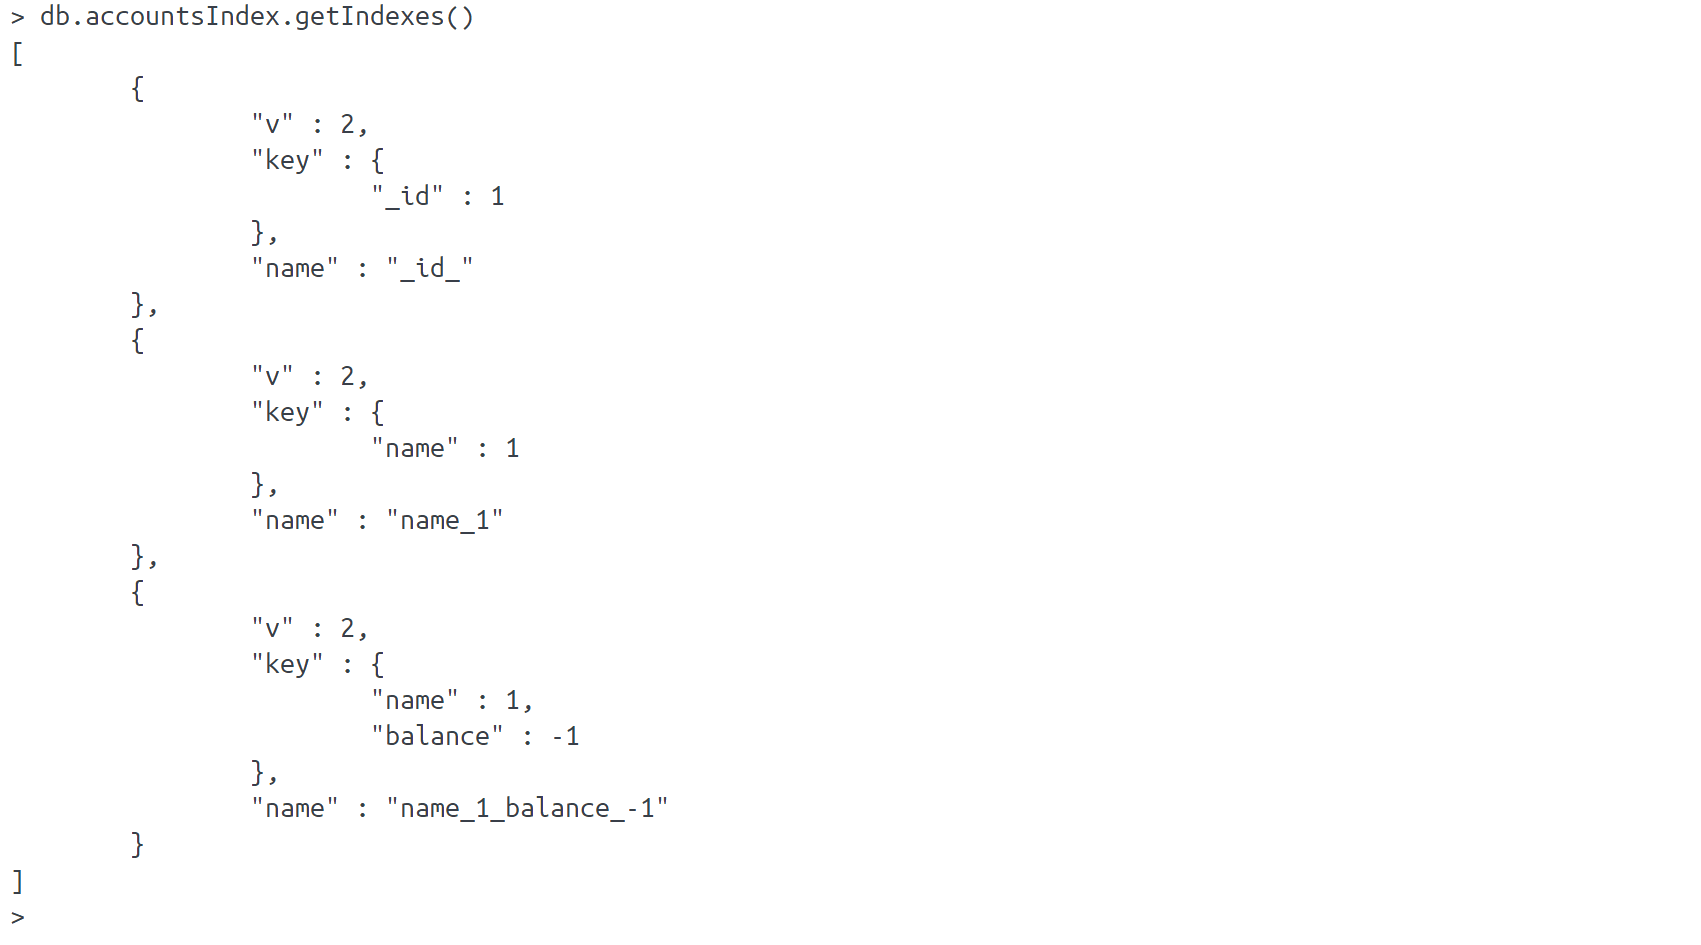 > db.accountsIndex.getIndexes()
[
        {
                "v" : 2,
                "key" : {
                        "_id" : 1
                },
                "name" : "_id_"
        },
        {
                "v" : 2,
                "key" : {
                        "name" : 1
                },
                "name" : "name_1"
        },
        {
                "v" : 2,
                "key" : {
                        "name" : 1,
                        "balance" : -1
                },
                "name" : "name_1_balance_-1"
        }
]
>